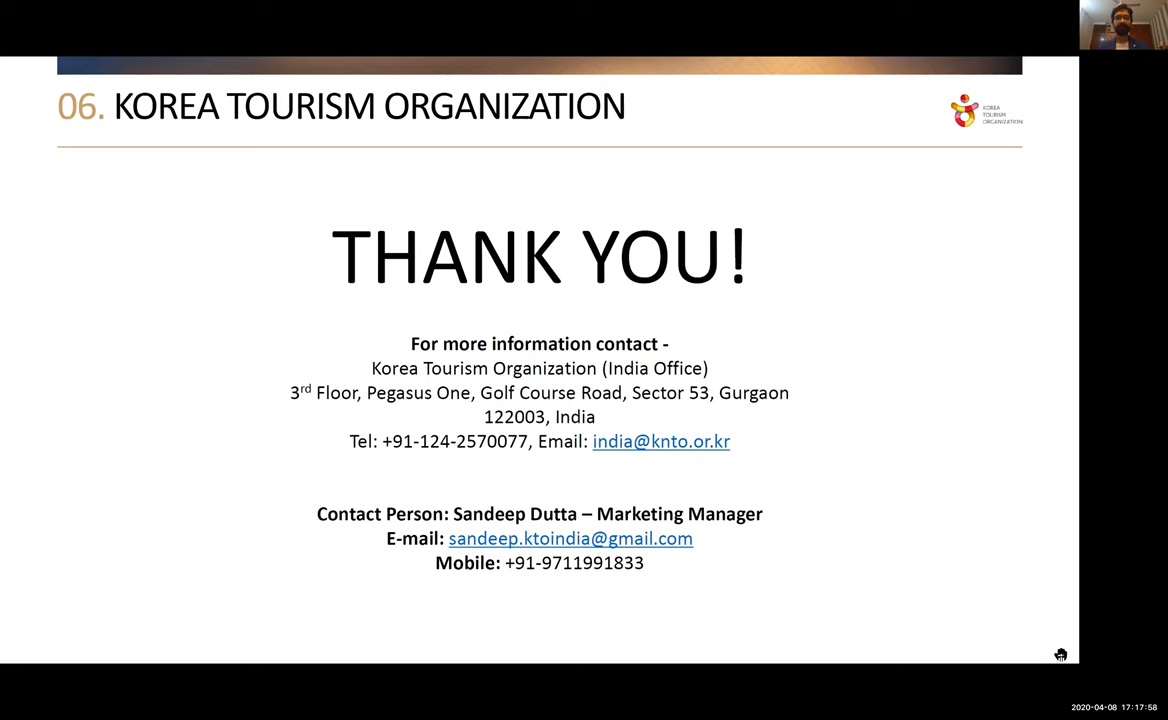 06. KOREA TOURISM ORGANIZATION
KOREA
TOURISM
ORGANIZATION
THANK YOU!
For more information contact -
Korea Tourism Organization (India Office)
3rd Floor, Pegasus One, Golf Course Road, Sector 53, Gurgaon
122003, India
Tel: +91-124-2570077, Email: india@knto.or.kr
Contact Person: Sandeep Dutta – Marketing Manager
E-mail: sandeep.ktoindia@gmail.com
Mobile: +91-9711991833
2020-04-08 17:17:58